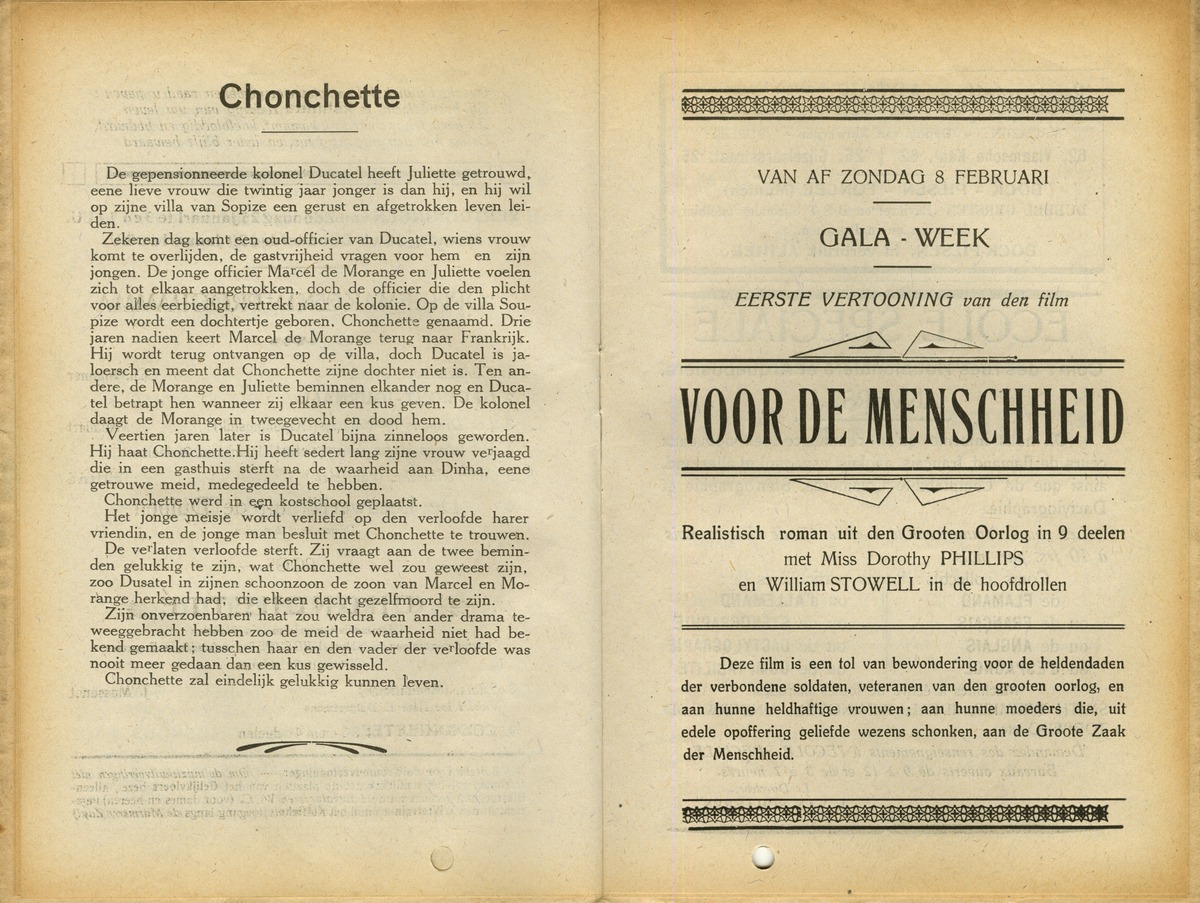 Chonchette
De gepensionneerde kolonel Ducatel heeft Juliette getrouwd,
eene lieve vrouw die twintig jaar jonger is dan hij, en hij wil
op zijne villa van Sopize een gerust en afgetrokken leven lei-
den.
Zekeren dag komt een oud-officier van Ducatel, wiens vrouw
komt te overlijden, de gastvrijheid vragen voor hem en zijn
jongen. De jonge officier Marcel de Morange en Juliette voelen
zich tot elkaar aangetrokken, doch de officier die den plicht
voor alles eerbiedigt, vertrekt naar de kolonie. Op de villa Sou-
pize wordt een dochtertje geboren, Chonchette genaamd. Drie
jaren nadien keert Marcel de Morange terug naar Frankrijk.
Hij wordt terug ontvangen op de villa, doch Ducatel is ja-
loersch en meent dat Chonchette zijne dochter niet is. Ten an-
dere, de Morange en Juliette beminnen elkander nog en Duca-
tel betrapt hen wanneer zij elkaar een kus geven. De kolonel
daagt de Morange in tweegevecht en dood hem.
Veertien jaren later is Ducatel bijna zinneloos geworden.
Hij haat Chonchette.Hij heeft sedert lang zijne vrouw verjaagd
die in een gasthuis sterft na de waarheid aan Dinha, eene
getrouwe meid, medegedeeld te hebben.
Chonchette werd in een kostschool geplaatst.
Het jonge meisje wordt verliefd op den verloofde harer
vriendin, en de jonge man besluit met Chonchette te trouwen.
De verlaten verloofde sterft. Zij vraagt aan de twee bemin-
den gelukkig te zijn, wat Chonchette wel zou geweest zijn,
zoo Dusatel in zijnen schoonzoon de zoon van Marcel en Mo-
range herkend had, die elkeen dacht gezelfmoord te zijn.
Zijn onverzoenbaren haat zou weldra een ander drama te-
weeggebracht hebben zoo de meid de waarheid niet had be-
kend gemaakt; tusschen haar en den vader der verloofde was
nooit meer gedaan dan een kus gewisseld.
Chonchette zal eindelijk gelukkig kunnen leven.
VAN AF ZONDAG 8 FEBRUARI
GALA - WEEK
EERSTE VERTOONING van den film
VOOR DE MENSCHHEID
Realistisch roman uit den Grooten Oorlog in 9 deelen
met Miss Dorothy PHILLIPS
en William STOWELL in de hoofdrollen
Deze film is een tol van bewondering voor de heldendaden
der verbondene soldaten, veteranen van den grooten oorlog, en
aan hunne heldhaftige vrouwen; aan hunne moeders die, uit
edele opoffering geliefde wezens schonken, aan de Groote Zaak
der Menschheid.